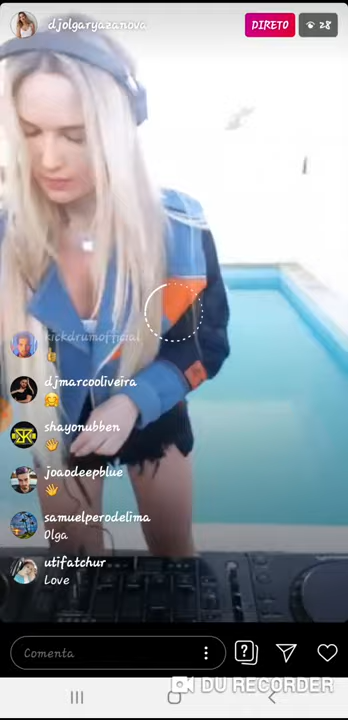 djolgaryazanova
DIRETO
28
kickdrumofficial
djmarcooliveira
shayonubben
joaodeepblue
samuelperodelima
Olga
utifatchur
Love
Comenta
DU RECORDER